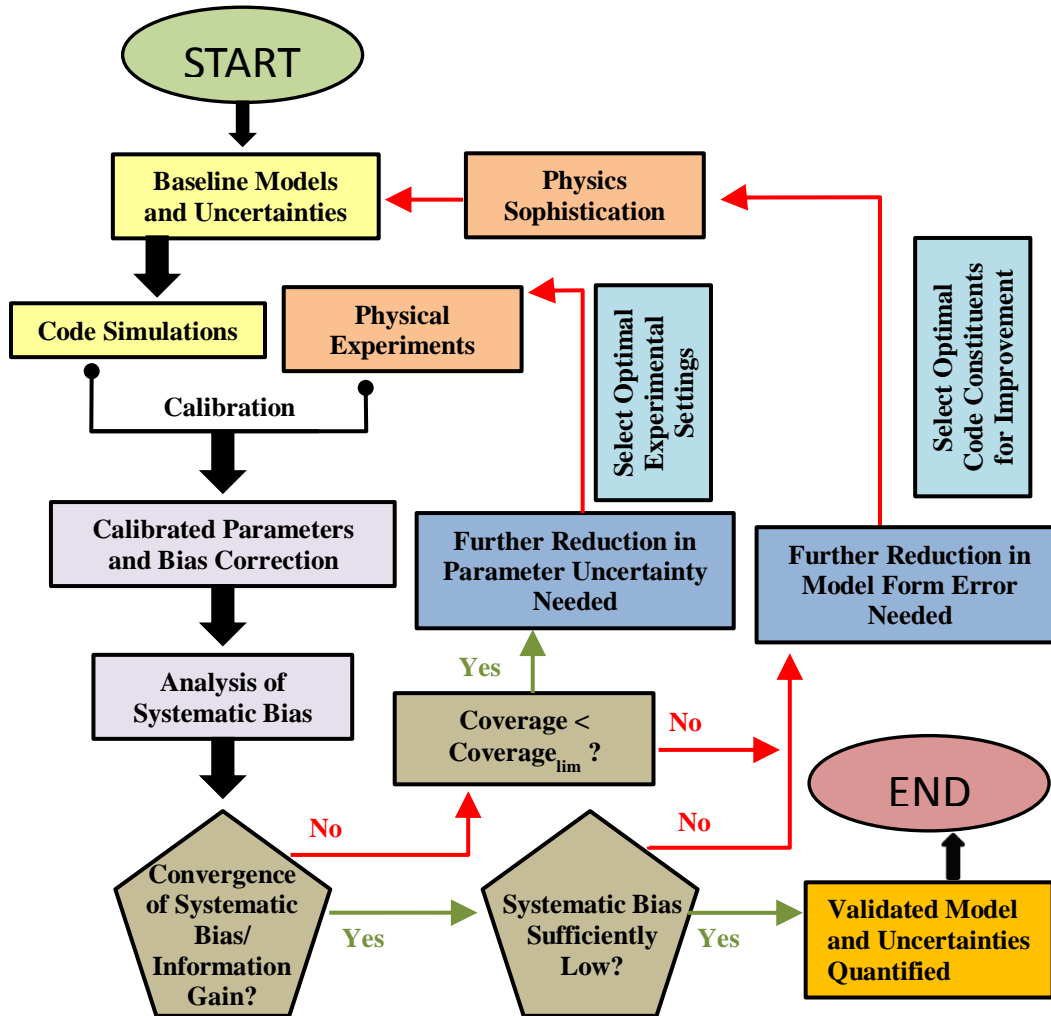 START
Baseline Models
and Uncertainties
Physics
Sophistication
Code Simulations
Physical
Experiments
Select Optimal
Experimental
Settings
Select Optimal
Code Constituents
for Improvement
Calibration
Calibrated Parameters
and Bias Correction
Further Reduction in
Parameter Uncertainty
Needed
Further Reduction in
Model Form Error
Needed
Analysis of
Systematic Bias
Yes
Coverage <
Coverage_lim ?
No
END
No
No
Convergence
of Systematic
Bias/
Information
Gain?
Yes
Systematic Bias
Sufficiently
Low?
Yes
Validated Model
and Uncertainties
Quantified